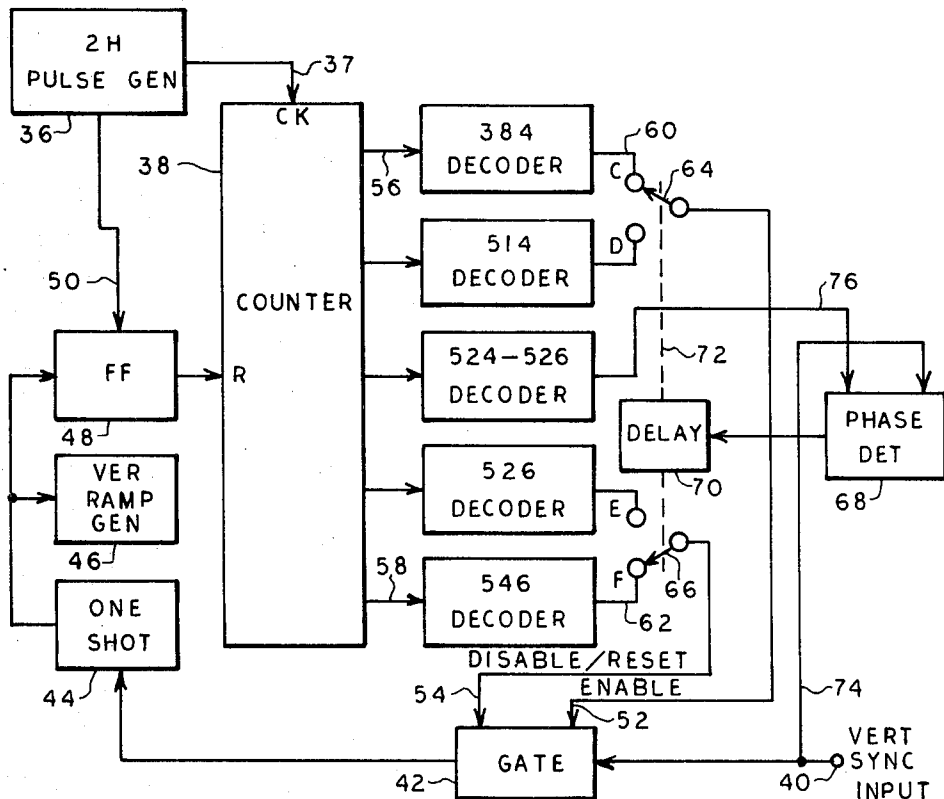 2H
PULSE GEN
36
37
CK
38
COUNTER
R
50
FF
48
VER
RAMP
GEN
46
ONE
SHOT
44
56
384
DECODER
60
C
64
514
DECODER
D
524-526
DECODER
72
76
DELAY
70
PHASE
DET
68
526
DECODER
E
58
546
DECODER
F
62
66
DISABLE/RESET
ENABLE
54
52
GATE
42
74
40
VERT
SYNC
INPUT